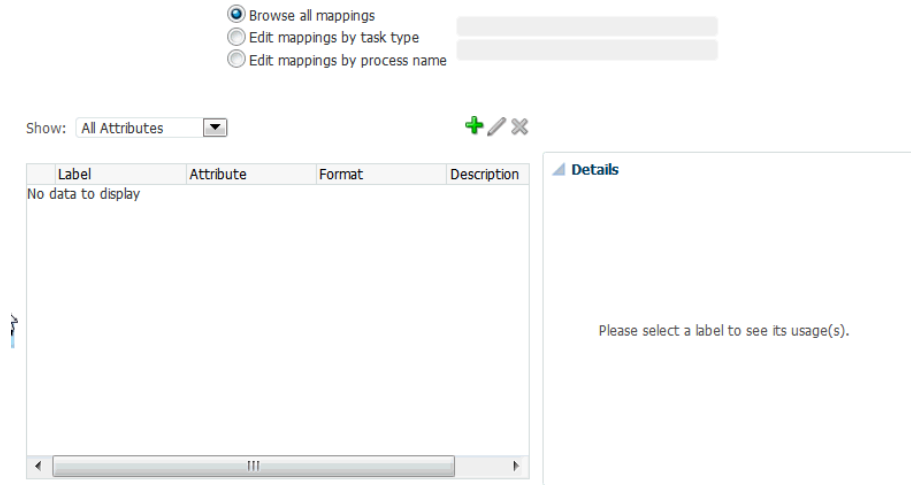 Browse all mappings
Edit mappings by task type
Edit mappings by process name
Show: All Attributes
Label Attribute Format Description
No data to display
Details
Please select a label to see its usage(s).